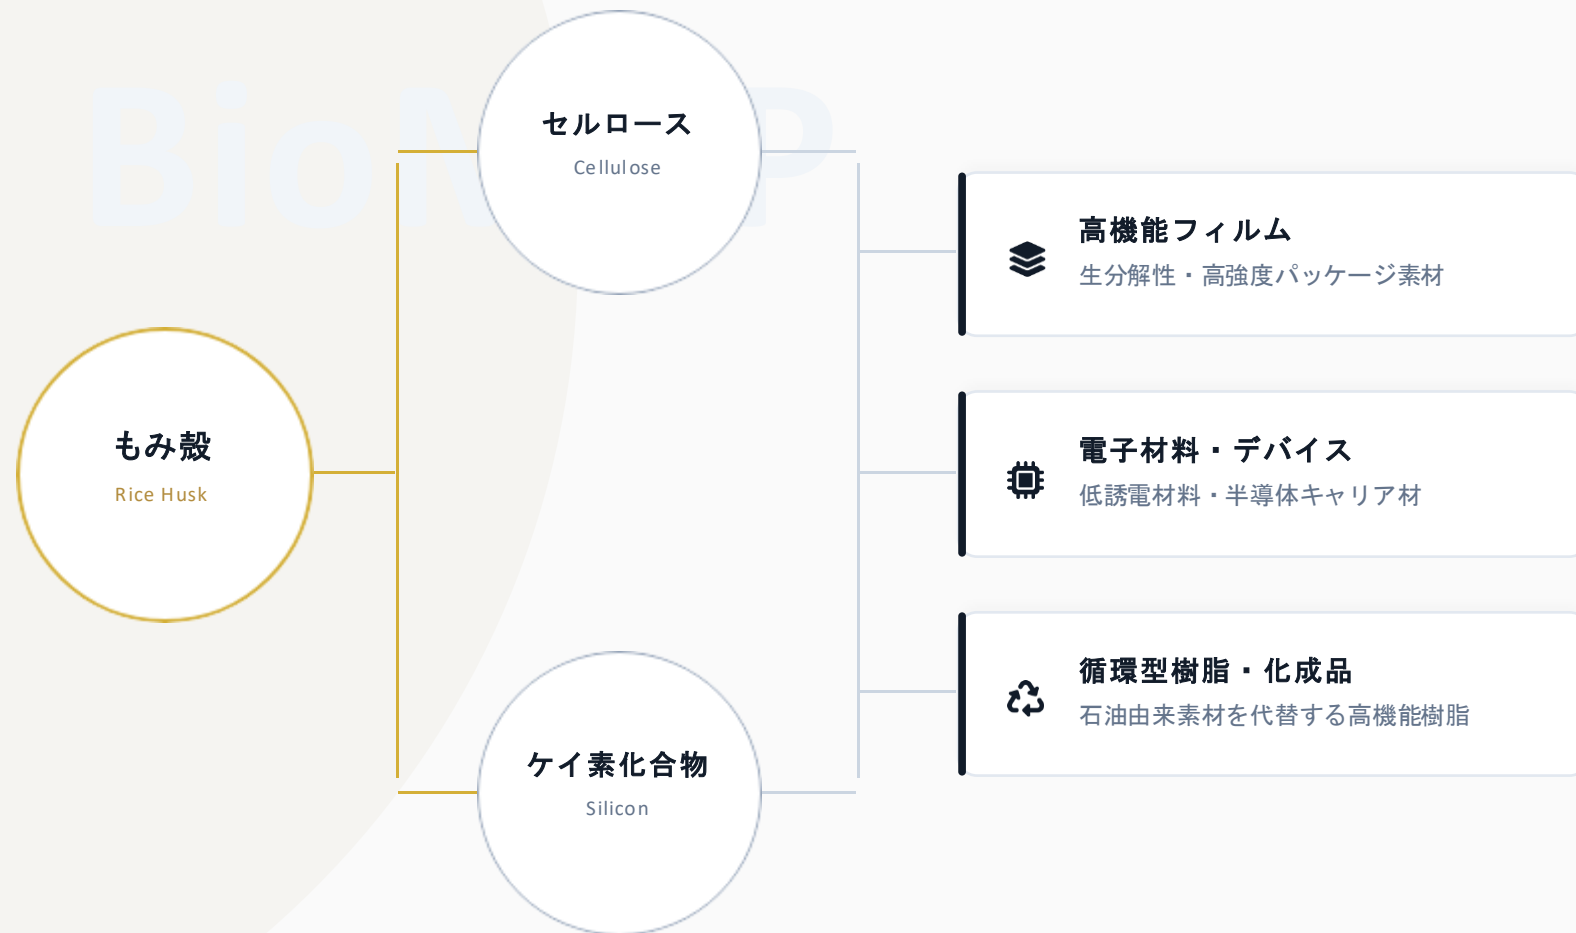 もみ殻
Rice Husk
セルロース
Cellulose
ケイ素化合物
Silicon
高機能フィルム
生分解性・高強度パッケージ素材
電子材料・デバイス
低誘電材料・半導体キャリア材
循環型樹脂・化成品
石油由来素材を代替する高機能樹脂